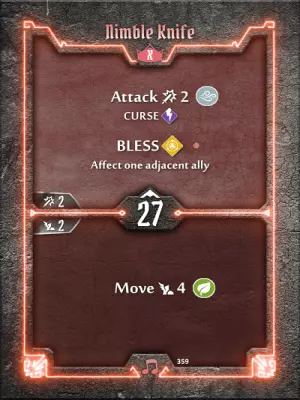 Nimble Knife
X
Attack 2
CURSE
BLESS
Affect one adjacent ally
2
27
2
Move 4
359